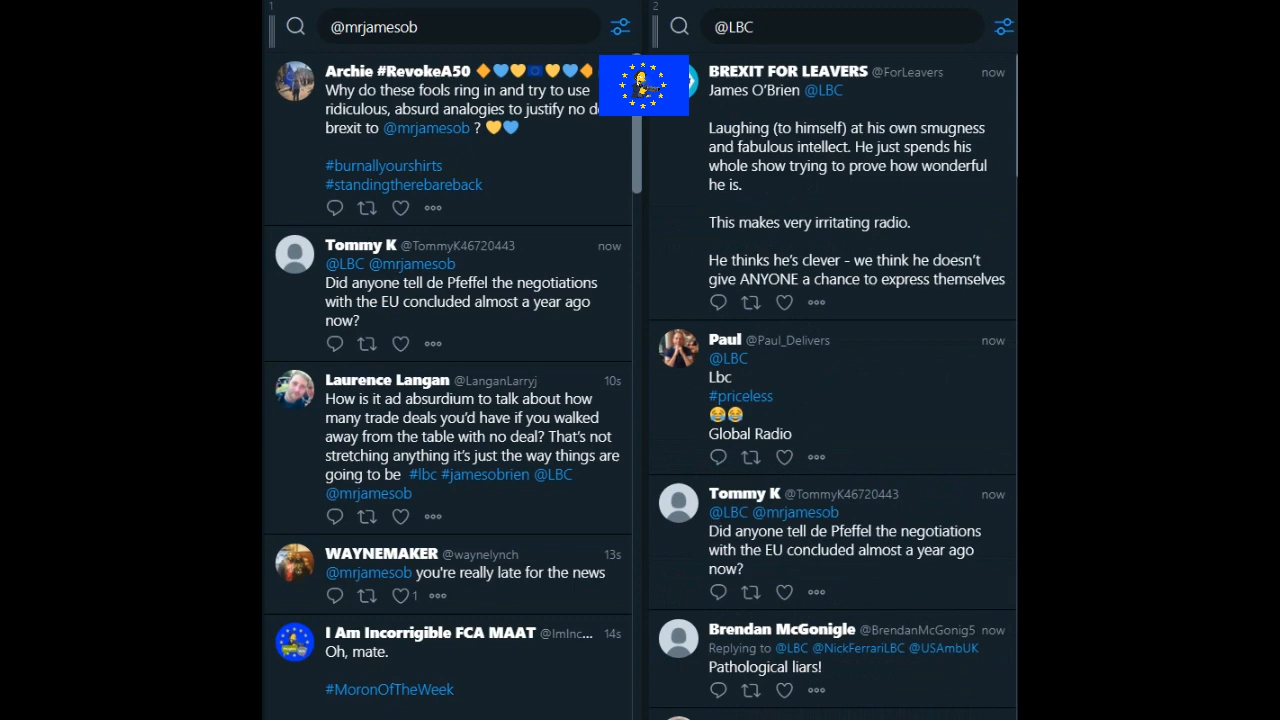 1
@mrjamesob
Archie #RevokeA50 🔶💙💛🇪🇺💛💙🔶
Why do these fools ring in and try to use
ridiculous, absurd analogies to justify no
brexit to @mrjamesob ? 💛💙
#burnallyourshirts
#standingtherebareback
Tommy K @TommyK46720443 now
@LBC @mrjamesob
Did anyone tell de Pfeffel the negotiations
with the EU concluded almost a year ago
now?
Laurence Langan @LanganLarryj 10s
How is it ad absurdium to talk about how
many trade deals you'd have if you walked
away from the table with no deal? That's not
stretching anything it's just the way things are
going to be #lbc #jamesobrien @LBC
@mrjamesob
WAYNEMAKER @waynelynch 13s
@mrjamesob you're really late for the news
1
I Am Incorrigible FCA MAAT @ImInc... 14s
Oh, mate.
#MoronOfTheWeek
2
@LBC
BREXIT FOR LEAVERS @ForLeavers now
James O'Brien @LBC
Laughing (to himself) at his own smugness
and fabulous intellect. He just spends his
whole show trying to prove how wonderful
he is.
This makes very irritating radio.
He thinks he's clever - we think he doesn't
give ANYONE a chance to express themselves
Paul @Paul_Delivers now
@LBC
Lbc
#priceless
😂😂
Global Radio
Tommy K @TommyK46720443 now
@LBC @mrjamesob
Did anyone tell de Pfeffel the negotiations
with the EU concluded almost a year ago
now?
Brendan McGonigle @BrendanMcGonig5 now
Replying to @LBC @NickFerrariLBC @USAmbUK
Pathological liars!